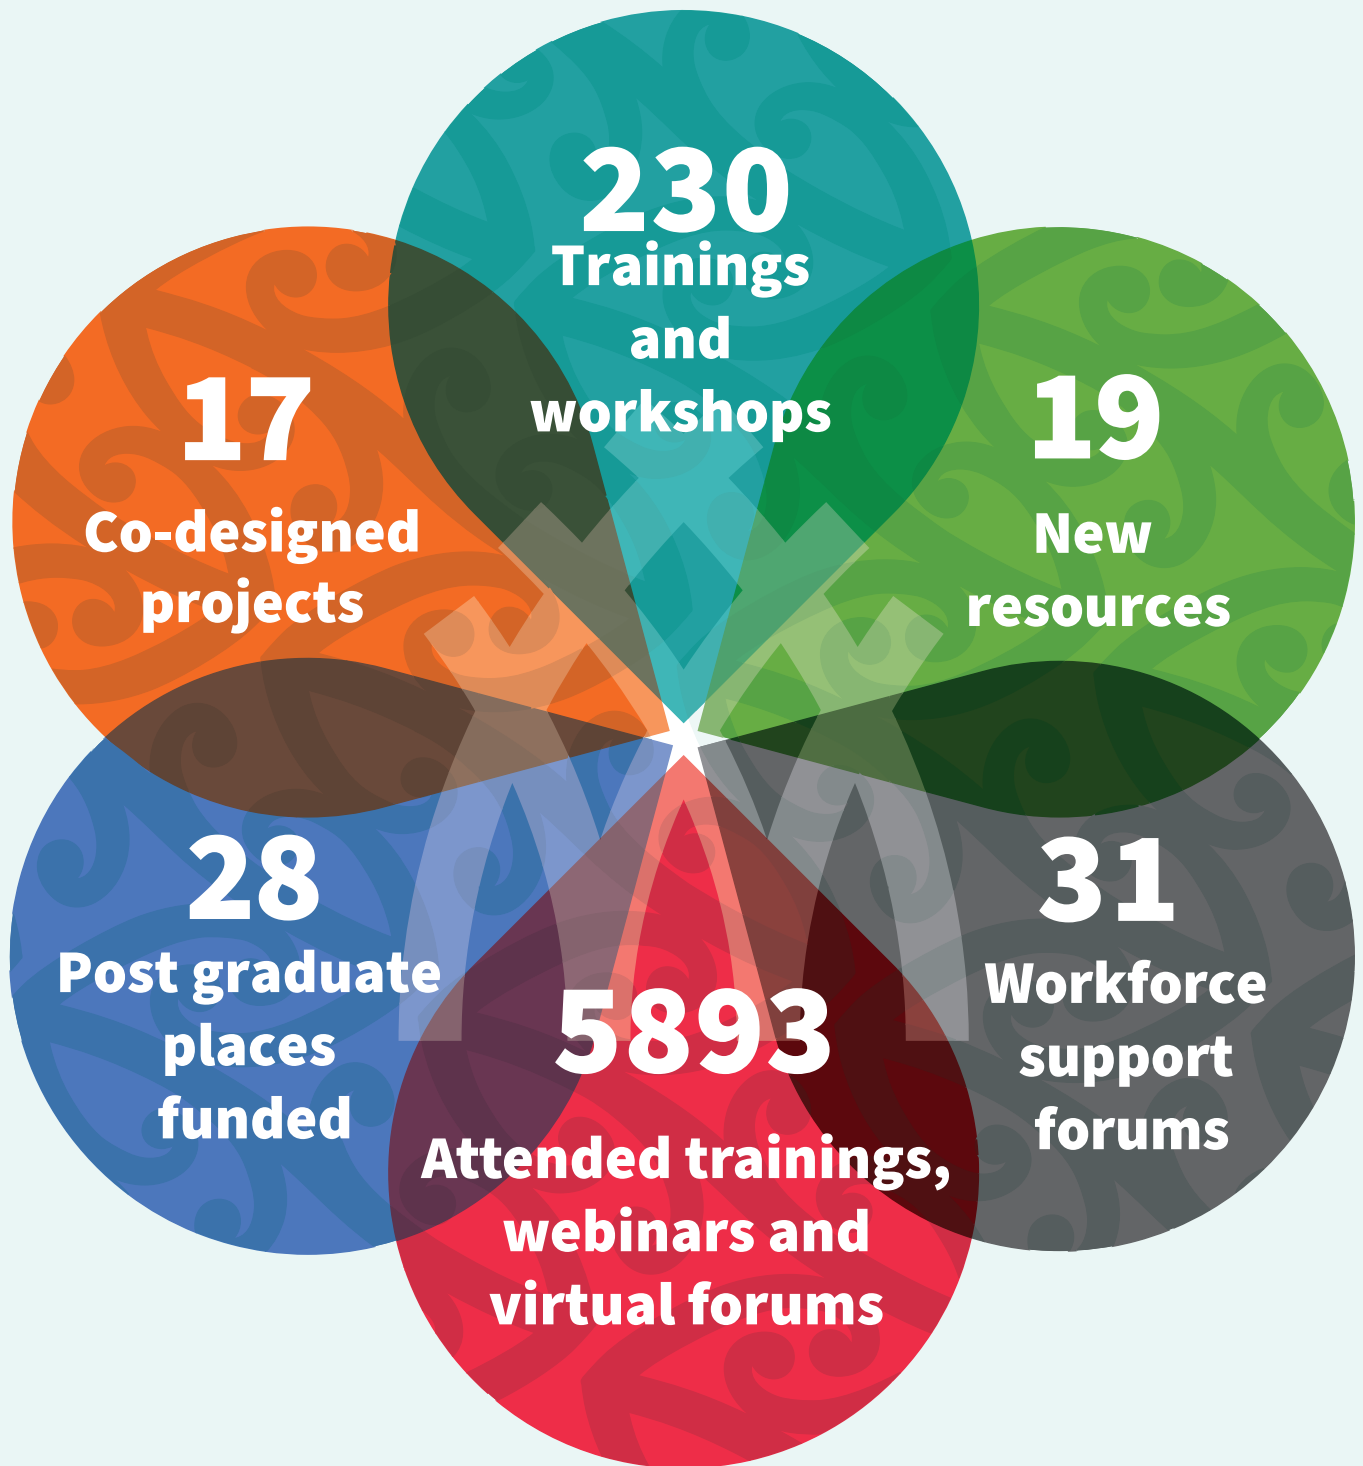 230
Trainings
and
workshops
17
Co-designed
projects
19
New
resources
28
Post graduate
places
funded
31
Workforce
support
forums
5893
Attended trainings,
webinars and
virtual forums